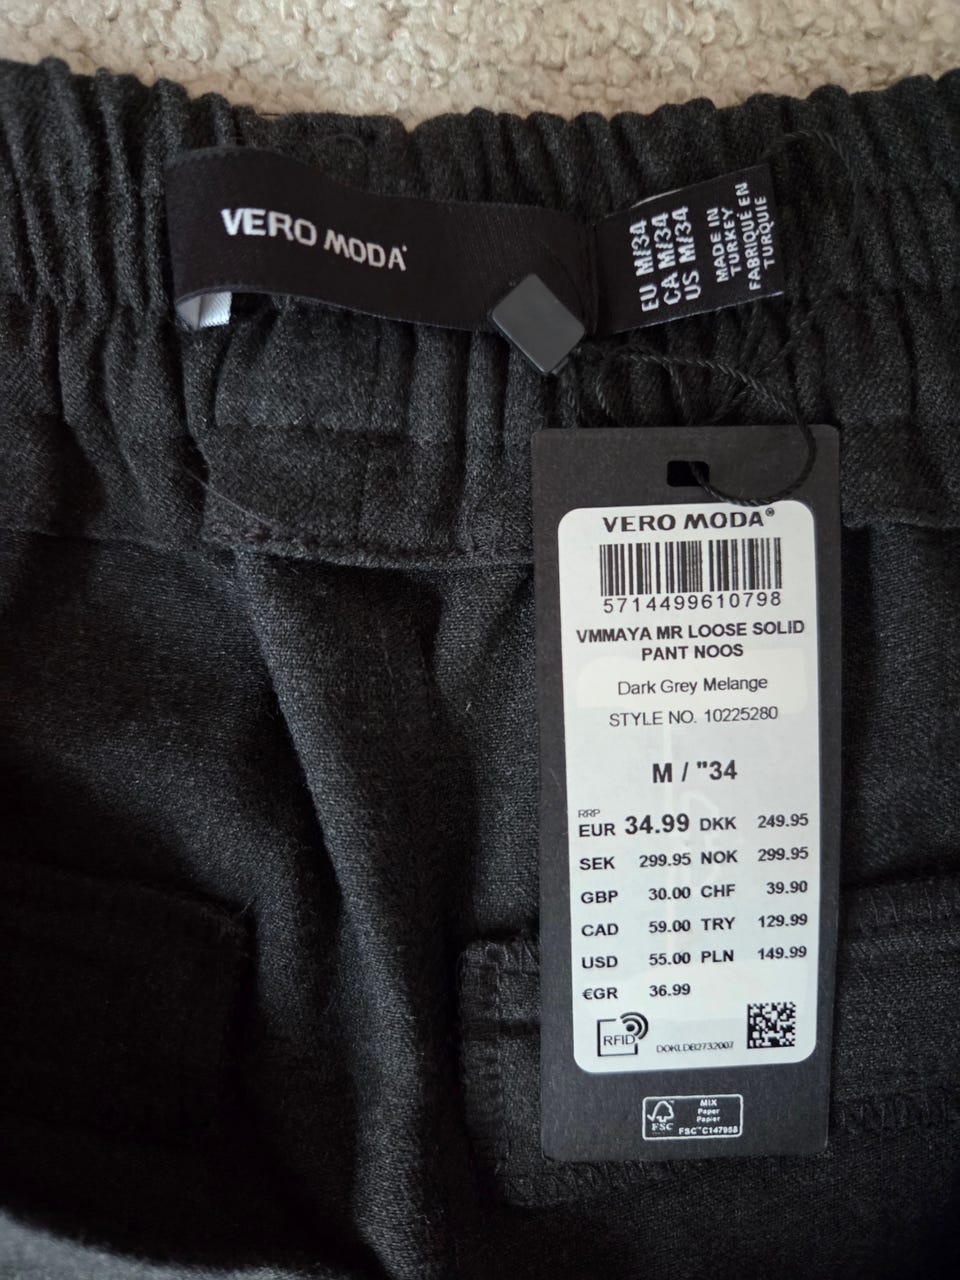 VERO MODA
EU M/34
CA M/34
US M/34
MADE IN
TURKEY
FABRIQUÉ EN
TURQUIE
VERO MODA®
5714499610798
VMMAYA MR LOOSE SOLID
PANT NOOS
Dark Grey Melange
STYLE NO. 10225280
M / "34
RRP
EUR 34.99 DKK 249.95
SEK 299.95 NOK 299.95
GBP 30.00 CHF 39.90
CAD 59.00 TRY 129.99
USD 55.00 PLN 149.99
€GR 36.99
RFID
DOKLDB2732007
FSC
MIX
Paper
Papier
FSC™ C147958